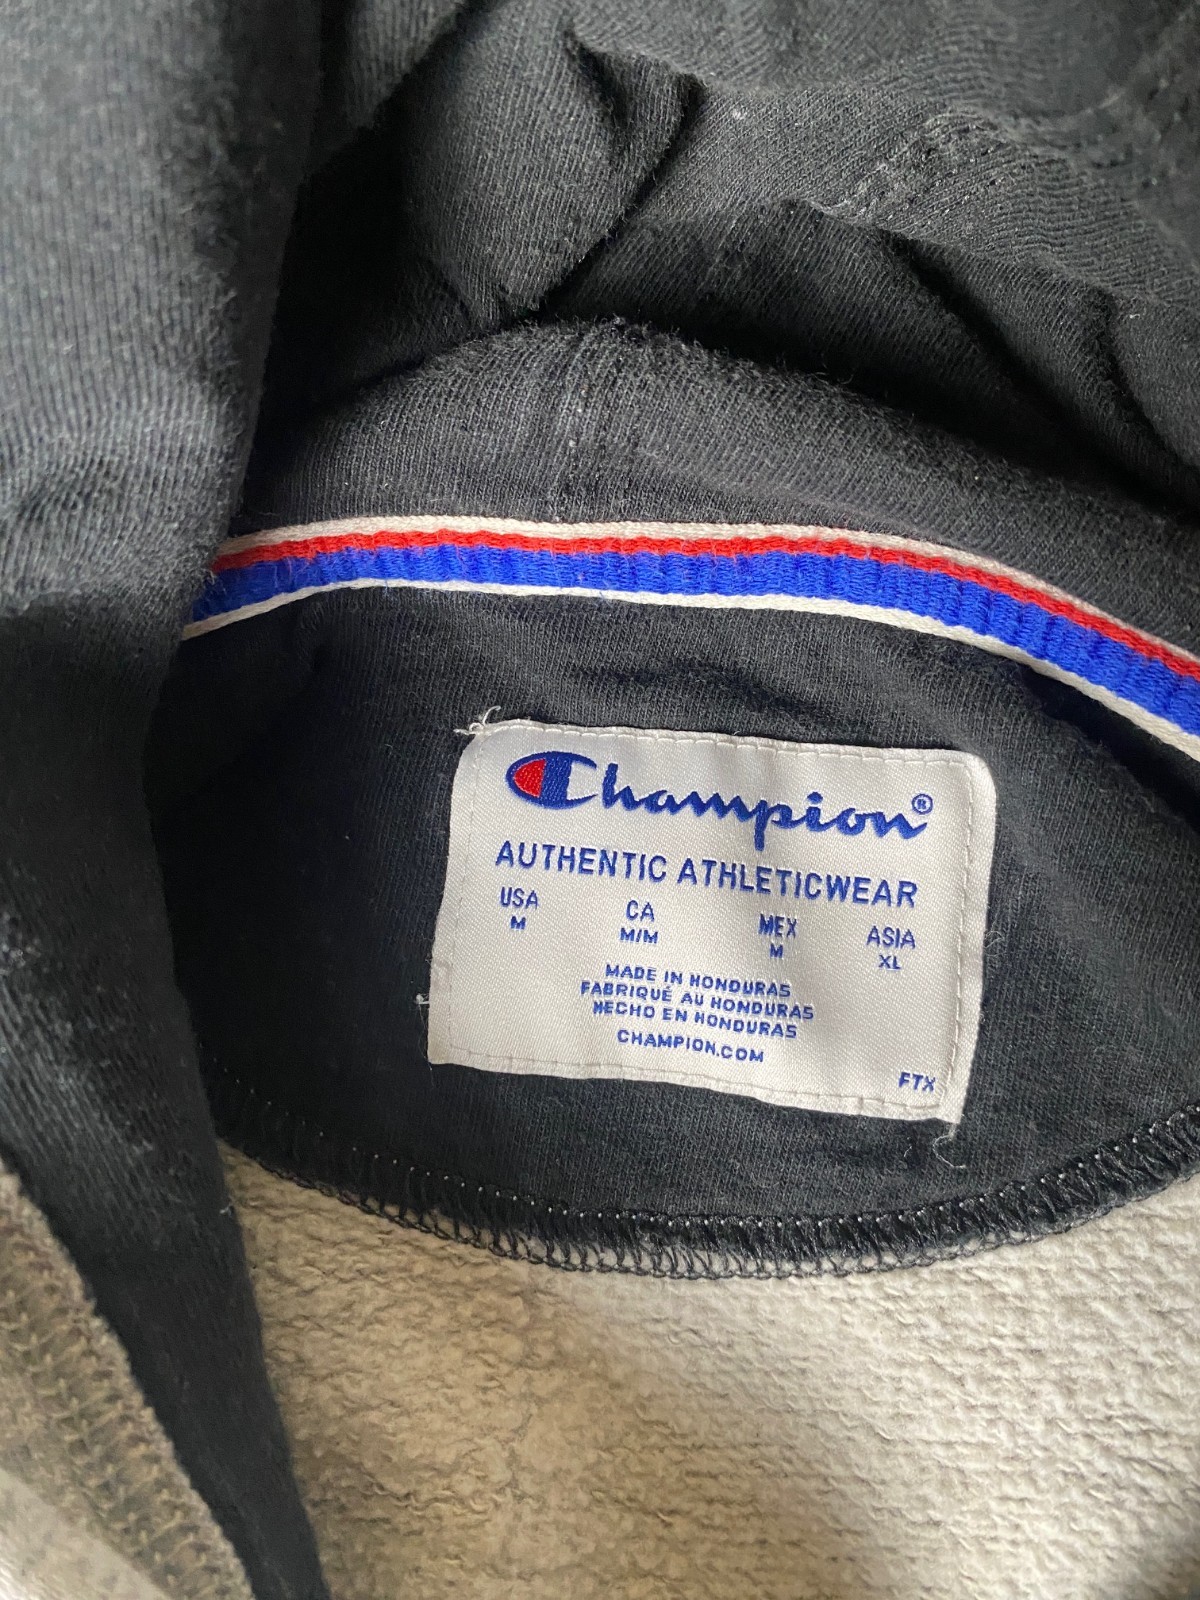 Champion®
AUTHENTIC ATHLETICWEAR
USA CA MEX ASIA
M M/M M XL
MADE IN HONDURAS
FABRIQUÉ AU HONDURAS
HECHO EN HONDURAS
CHAMPION.COM
FTX